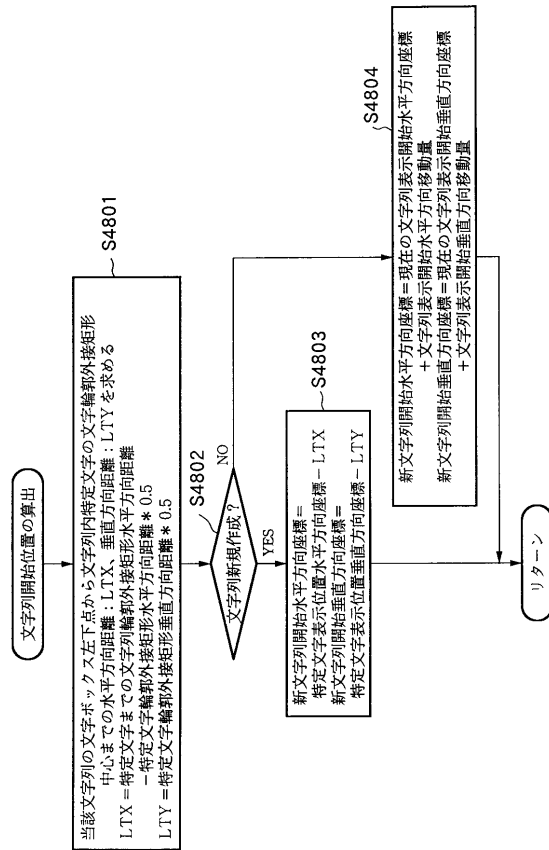 文字列開始位置の算出
S4801
当該文字列の文字ボックス左下点から文字列内特定文字の文字輪郭外接矩形
中心までの水平方向距離：LTX、垂直方向距離：LTYを求める
LTX＝特定文字までの文字列輪郭外接矩形水平方向距離
－特定文字輪郭外接矩形水平方向距離＊0.5
LTY＝特定文字輪郭外接矩形垂直方向距離＊0.5
S4802
文字列新規作成？
NO
YES
S4803
新文字列開始水平方向座標＝
特定文字表示位置水平方向座標－LTX
新文字列開始垂直方向座標＝
特定文字表示位置垂直方向座標－LTY
S4804
新文字列開始水平方向座標＝現在の文字列表示開始水平方向座標
＋文字列表示開始水平方向移動量
新文字列開始垂直方向座標＝現在の文字列表示開始垂直方向座標
＋文字列表示開始垂直方向移動量
リターン